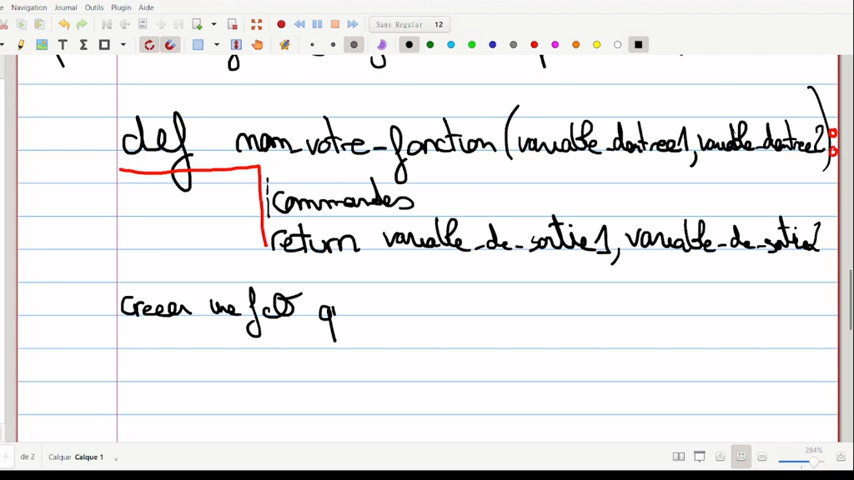 Navigation Journal Outils Plugin Aide
Sans Regular 12
def nom_votre_fonction(variable_dentree1, variable_dentree2):
commandes
return variable_de_sortie1, variable_de_sortie2
Creeer une fct° q
de 2 Calque Calque 1 284%